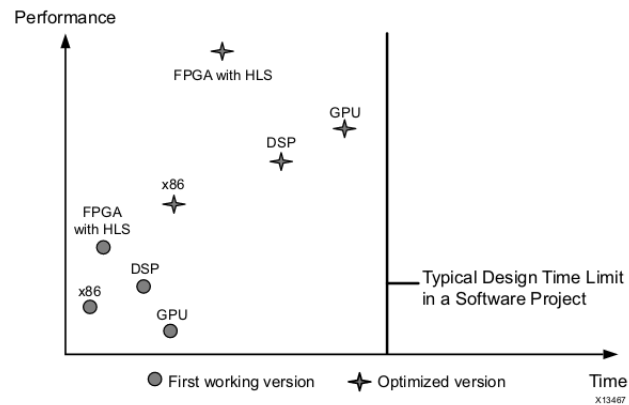 Performance
FPGA with HLS
GPU
DSP
x86
FPGA
with HLS
DSP
x86
GPU
Typical Design Time Limit
in a Software Project
First working version
Optimized version
Time
X13467